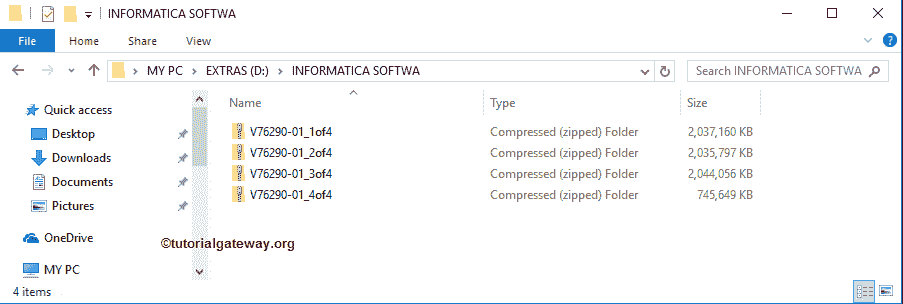 INFORMATICA SOFTWA
File Home Share View
MY PC EXTRAS (D:) INFORMATICA SOFTWA Search INFORMATICA SOFTWA
Quick access
Desktop
Downloads
Documents
Pictures
OneDrive
MY PC
Name Type Size
V76290-01_1of4 Compressed (zipped) Folder 2,037,160 KB
V76290-01_2of4 Compressed (zipped) Folder 2,035,797 KB
V76290-01_3of4 Compressed (zipped) Folder 2,044,056 KB
V76290-01_4of4 Compressed (zipped) Folder 745,649 KB
©tutorialgateway.org
4 items